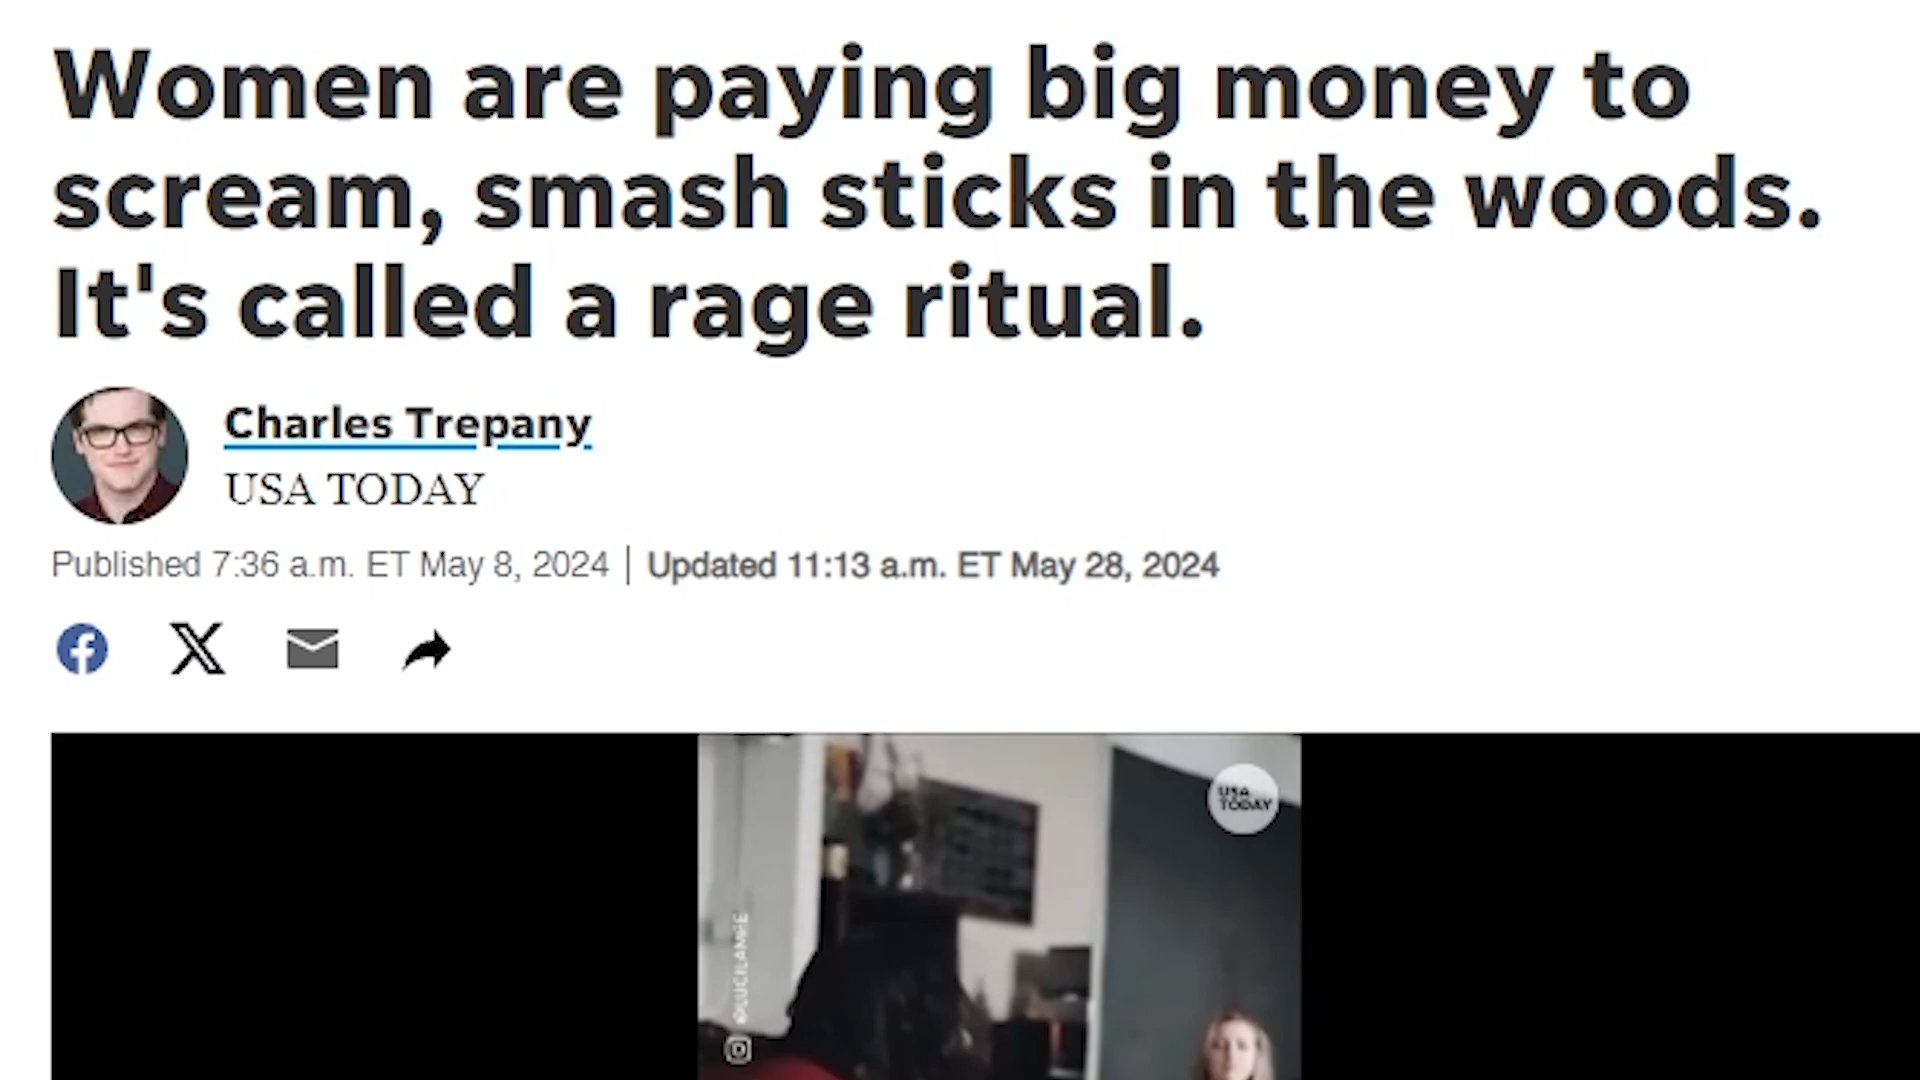 Women are paying big money to
scream, smash sticks in the woods.
It's called a rage ritual.
Charles Trepany
USA TODAY
Published 7:36 a.m. ET May 8, 2024 | Updated 11:13 a.m. ET May 28, 2024
USA
TODAY
@LUCILAMPE